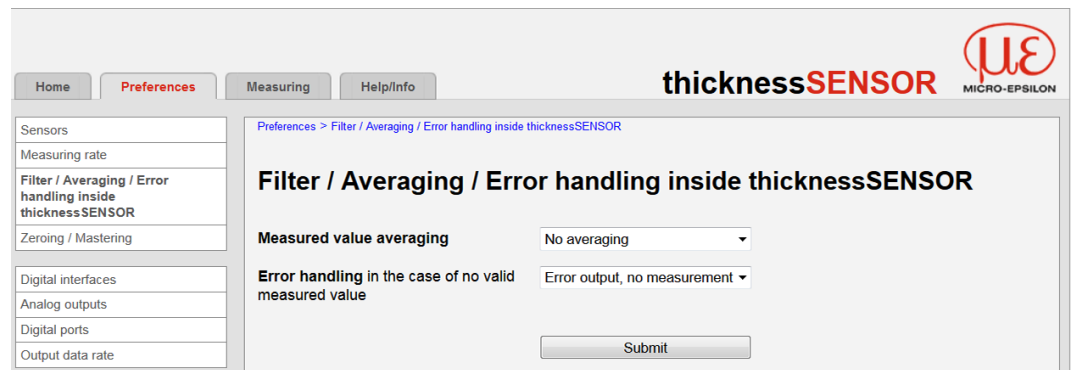 Home
Preferences
Measuring
Help/Info
thicknessSENSOR
με
MICRO-EPSILON
Sensors
Measuring rate
Filter / Averaging / Error
handling inside
thicknessSENSOR
Zeroing / Mastering
Digital interfaces
Analog outputs
Digital ports
Output data rate
Preferences > Filter / Averaging / Error handling inside thicknessSENSOR
Filter / Averaging / Error handling inside thicknessSENSOR
Measured value averaging
No averaging
Error handling in the case of no valid
measured value
Error output, no measurement
Submit